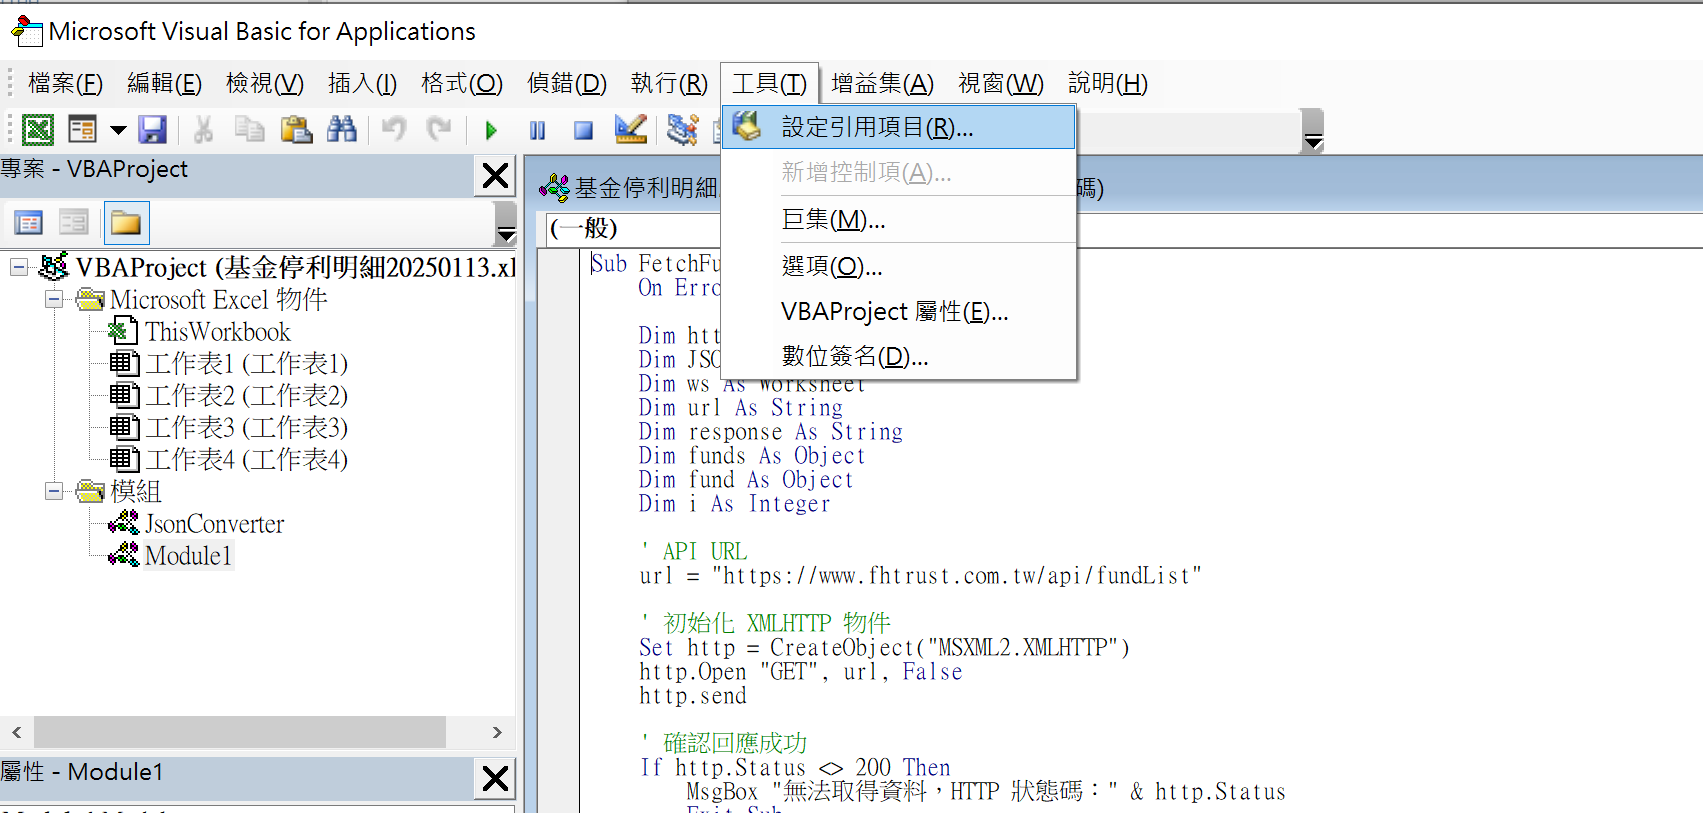 Microsoft Visual Basic for Applications
檔案(F) 編輯(E) 檢視(V) 插入(I) 格式(O) 偵錯(D) 執行(R) 工具(T) 增益集(A) 視窗(W) 說明(H)
設定引用項目(R)...
新增控制項(A)...
巨集(M)...
選項(O)...
VBAProject 屬性(E)...
數位簽名(D)...
專案 - VBAProject
VBAProject (基金停利明細20250113.xl
Microsoft Excel 物件
ThisWorkbook
工作表1 (工作表1)
工作表2 (工作表2)
工作表3 (工作表3)
工作表4 (工作表4)
模組
JsonConverter
Module1
屬性 - Module1
基金停利明細 碼)
(一般)
Sub FetchFu
On Erro
Dim htt
Dim JSO
Dim ws As Worksheet
Dim url As String
Dim response As String
Dim funds As Object
Dim fund As Object
Dim i As Integer
' API URL
url = "https://www.fhtrust.com.tw/api/fundList"
' 初始化 XMLHTTP 物件
Set http = CreateObject("MSXML2.XMLHTTP")
http.Open "GET", url, False
http.send
' 確認回應成功
If http.Status <> 200 Then
MsgBox "無法取得資料，HTTP 狀態碼：" & http.Status
Exit Sub